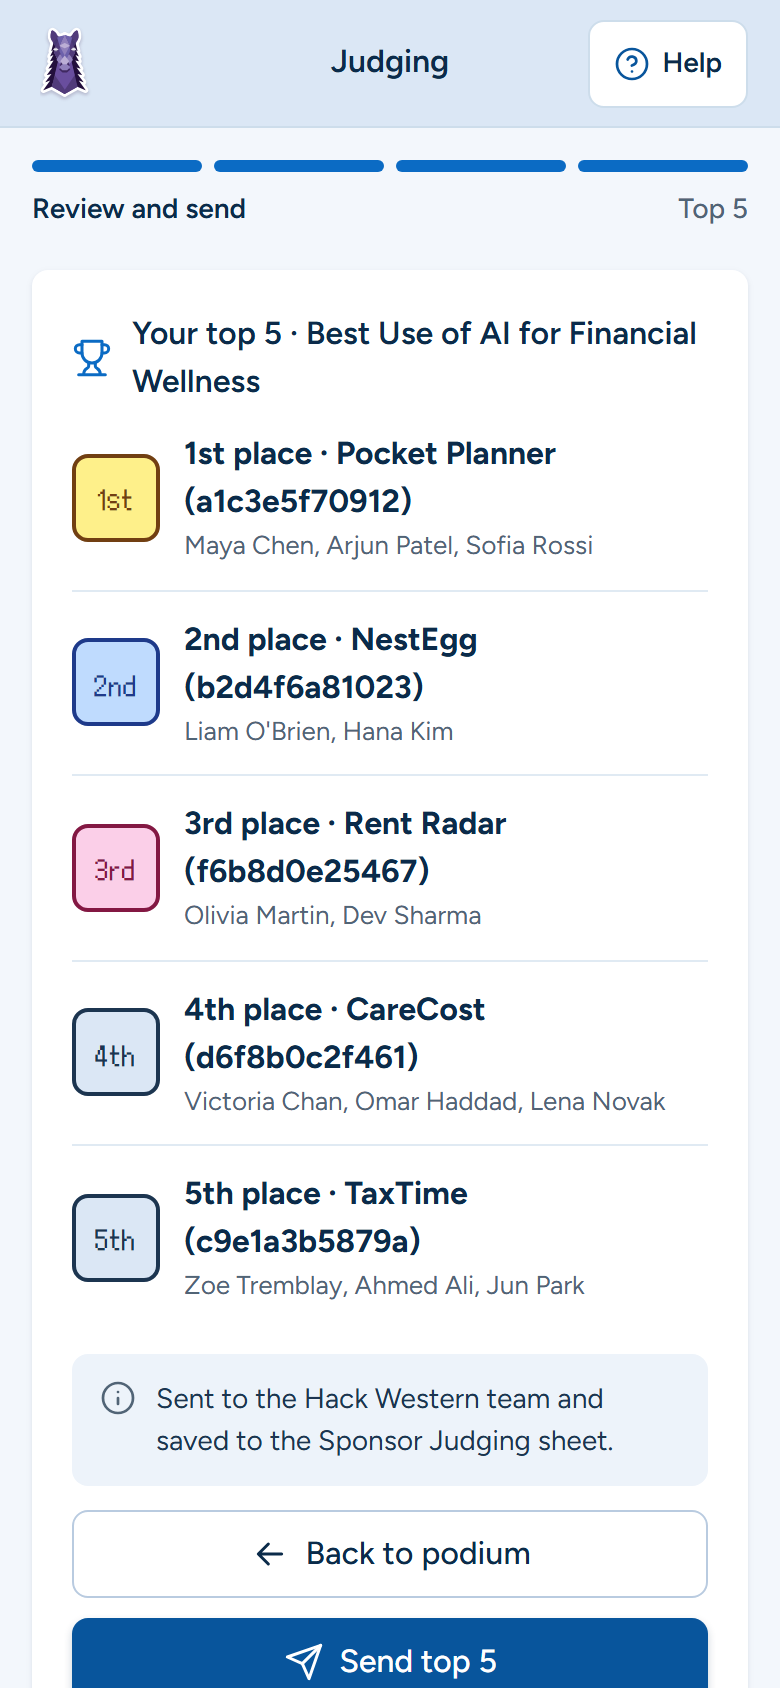 Judging
Help
Review and send
Top 5
Your top 5 · Best Use of AI for Financial
Wellness
1st
1st place · Pocket Planner
(a1c3e5f70912)
Maya Chen, Arjun Patel, Sofia Rossi
2nd
2nd place · NestEgg
(b2d4f6a81023)
Liam O'Brien, Hana Kim
3rd
3rd place · Rent Radar
(f6b8d0e25467)
Olivia Martin, Dev Sharma
4th
4th place · CareCost
(d6f8b0c2f461)
Victoria Chan, Omar Haddad, Lena Novak
5th
5th place · TaxTime
(c9e1a3b5879a)
Zoe Tremblay, Ahmed Ali, Jun Park
Sent to the Hack Western team and
saved to the Sponsor Judging sheet.
Back to podium
Send top 5